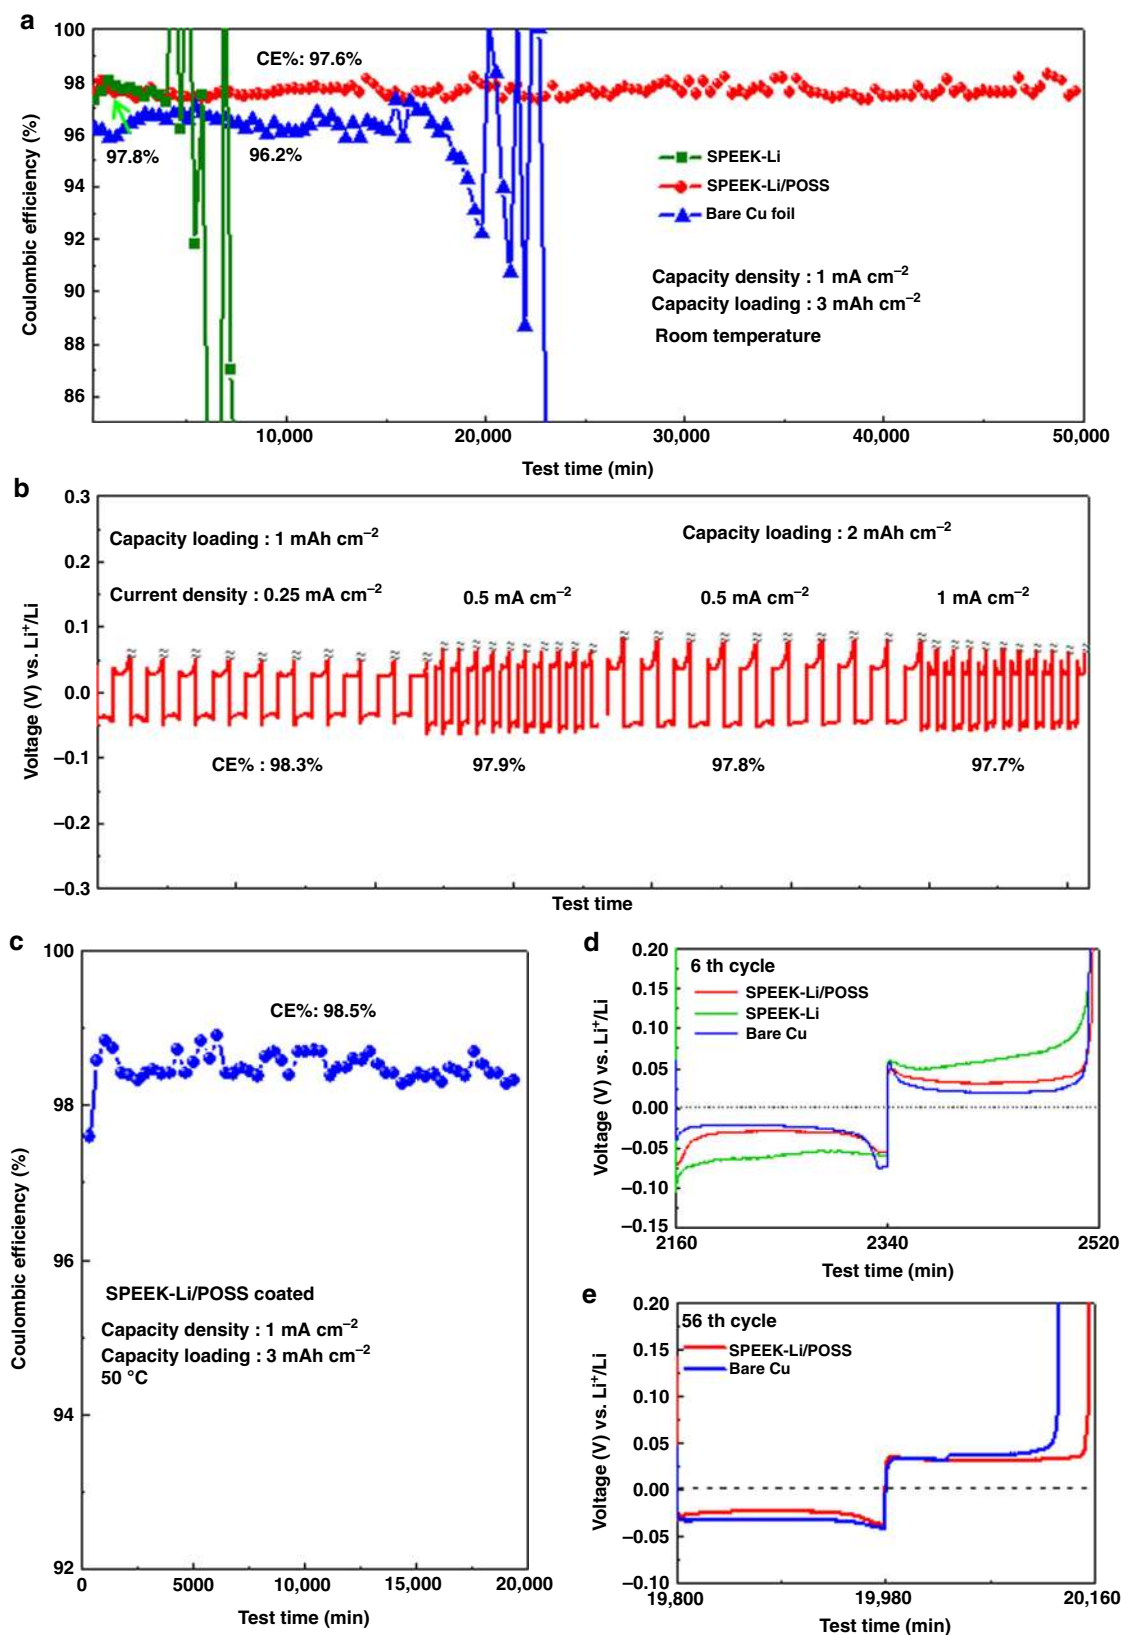 a
100
98
96
94
92
90
88
86
Coulombic efficiency (%)
CE%: 97.6%
97.8%
96.2%
SPEEK-Li
SPEEK-Li/POSS
Bare Cu foil
Capacity density : 1 mA cm⁻²
Capacity loading : 3 mAh cm⁻²
Room temperature
10,000 20,000 30,000 40,000 50,000
Test time (min)
b
0.3
0.2
0.1
0.0
−0.1
−0.2
−0.3
Voltage (V) vs. Li⁺/Li
Capacity loading : 1 mAh cm⁻²
Capacity loading : 2 mAh cm⁻²
Current density : 0.25 mA cm⁻²
0.5 mA cm⁻²
0.5 mA cm⁻²
1 mA cm⁻²
CE% : 98.3%
97.9%
97.8%
97.7%
Test time
c
100
98
96
94
92
Coulombic efficiency (%)
CE%: 98.5%
SPEEK-Li/POSS coated
Capacity density : 1 mA cm⁻²
Capacity loading : 3 mAh cm⁻²
50 °C
0 5000 10,000 15,000 20,000
Test time (min)
d
0.20
0.15
0.10
0.05
0.00
−0.05
−0.10
−0.15
Voltage (V) vs. Li⁺/Li
6 th cycle
SPEEK-Li/POSS
SPEEK-Li
Bare Cu
2160 2340 2520
Test time (min)
e
0.20
0.15
0.10
0.05
0.00
−0.05
−0.10
Voltage (V) vs. Li⁺/Li
56 th cycle
SPEEK-Li/POSS
Bare Cu
19,800 19,980 20,160
Test time (min)